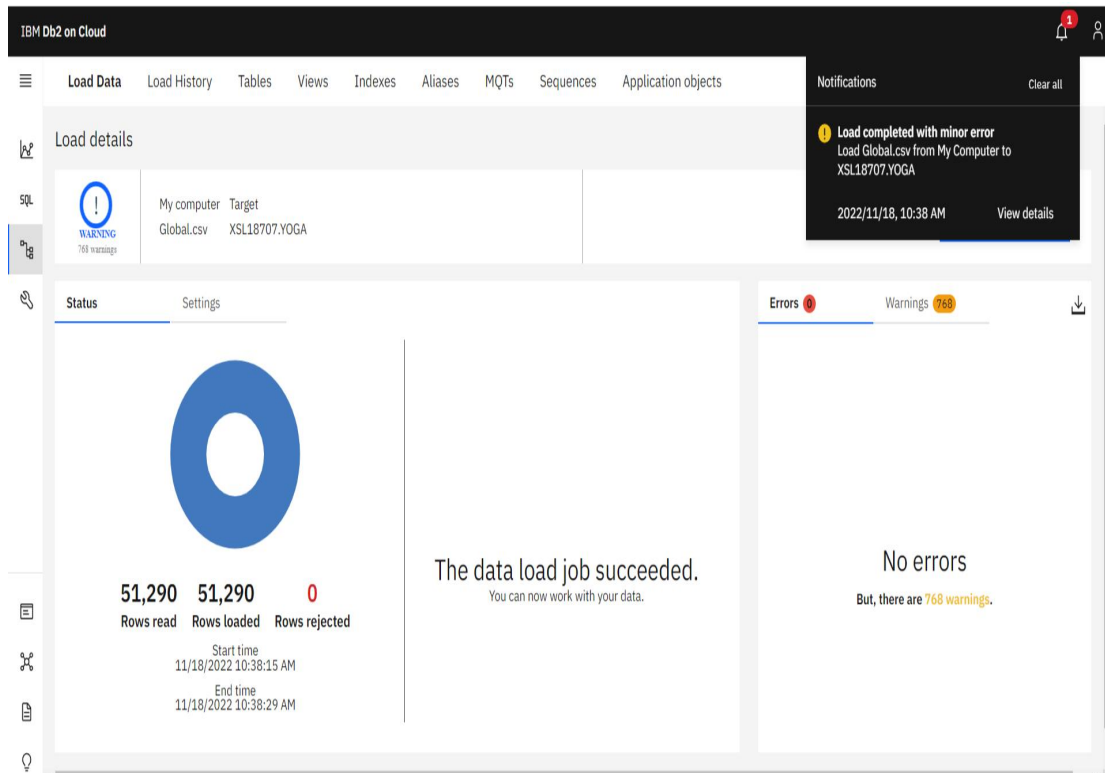 IBM Db2 on Cloud
1
Load Data Load History Tables Views Indexes Aliases MQTs Sequences Application objects
Notifications Clear all
Load completed with minor error
Load Global.csv from My Computer to
XSL18707.YOGA
2022/11/18, 10:38 AM View details
Load details
SQL
!
WARNING
768 warnings
My computer Target
Global.csv XSL18707.YOGA
Status Settings
Errors 0 Warnings 768
51,290 51,290 0
Rows read Rows loaded Rows rejected
Start time
11/18/2022 10:38:15 AM
End time
11/18/2022 10:38:29 AM
The data load job succeeded.
You can now work with your data.
No errors
But, there are 768 warnings.